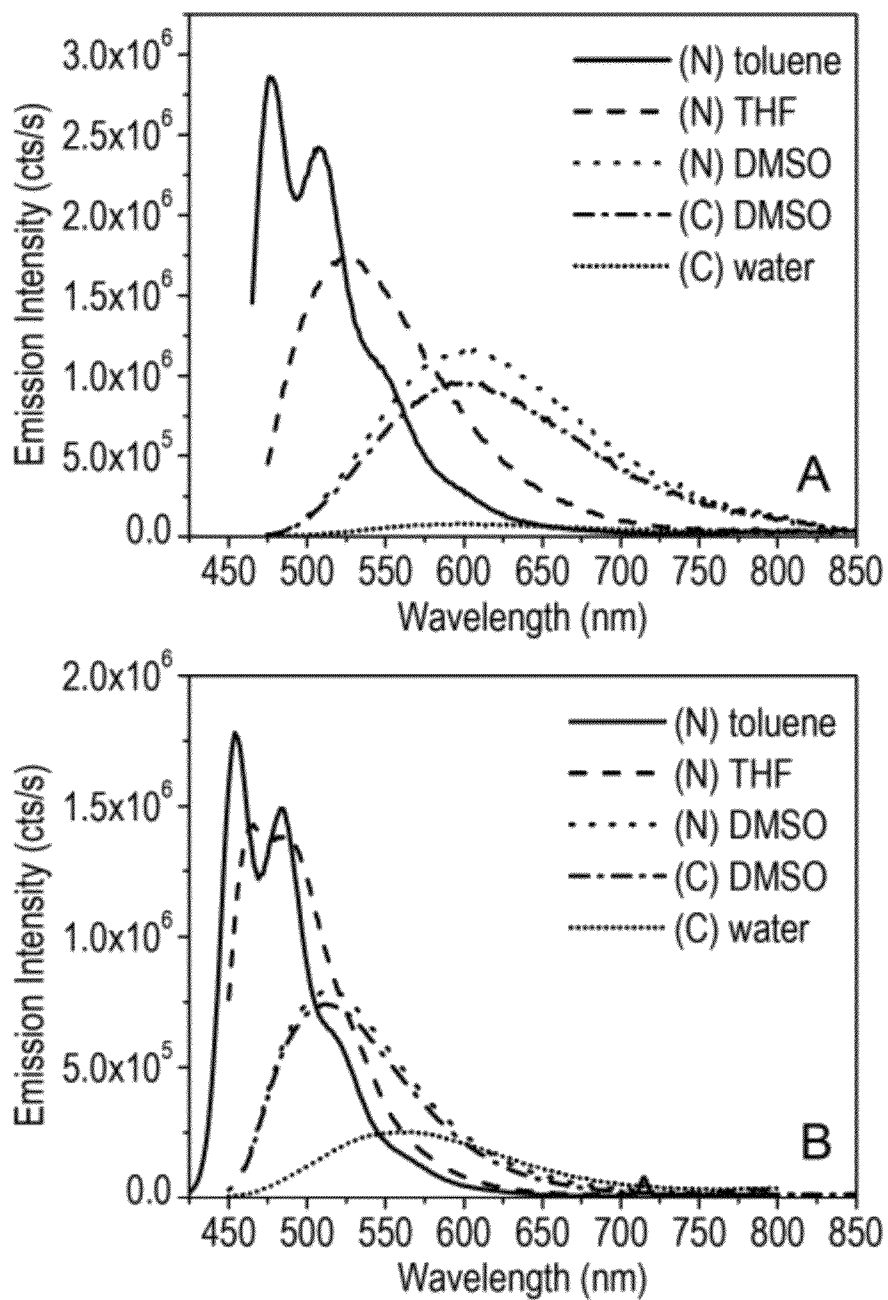 3.0x10⁶
2.5x10⁶
2.0x10⁶
1.5x10⁶
1.0x10⁶
5.0x10⁵
0.0
Emission Intensity (cts/s)
(N) toluene
(N) THF
(N) DMSO
(C) DMSO
(C) water
A
450 500 550 600 650 700 750 800 850
Wavelength (nm)
2.0x10⁶
1.5x10⁶
1.0x10⁶
5.0x10⁵
0.0
Emission Intensity (cts/s)
(N) toluene
(N) THF
(N) DMSO
(C) DMSO
(C) water
B
450 500 550 600 650 700 750 800 850
Wavelength (nm)